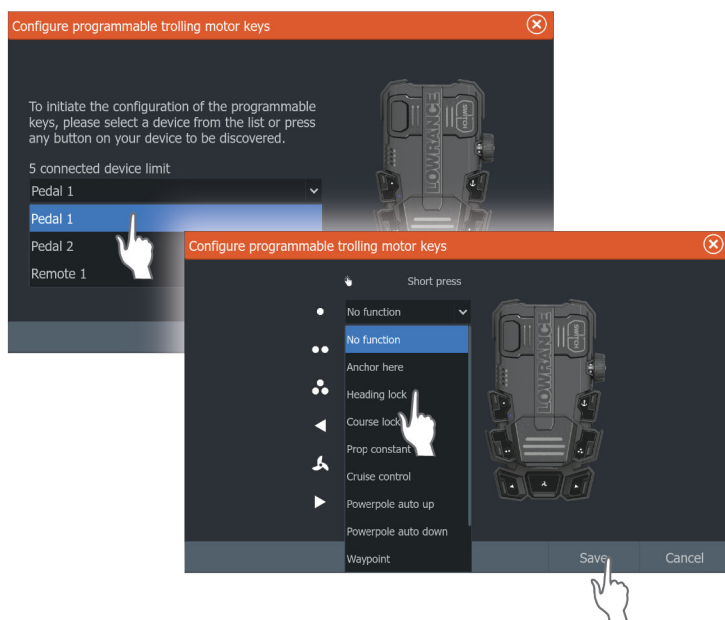 Configure programmable trolling motor keys
To initiate the configuration of the programmable
keys, please select a device from the list or press
any button on your device to be discovered.
5 connected device limit
Pedal 1
Pedal 1
Pedal 2
Remote 1
SWITCH
LOWRANCE
Configure programmable trolling motor keys
Short press
No function
No function
Anchor here
Heading lock
Course lock
Prop constant
Cruise control
Powerpole auto up
Powerpole auto down
Waypoint
SWITCH
LOWRANCE
Save
Cancel